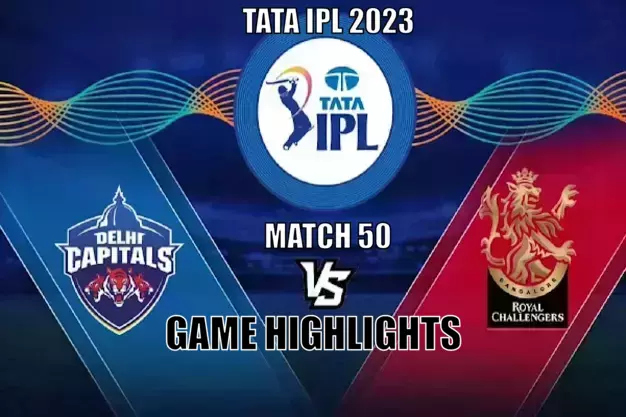 TATA IPL 2023
TATA
IPL
MATCH 50
DELHI
CAPITALS
VS
BANGALORE
ROYAL
CHALLENGERS
GAME HIGHLIGHTS